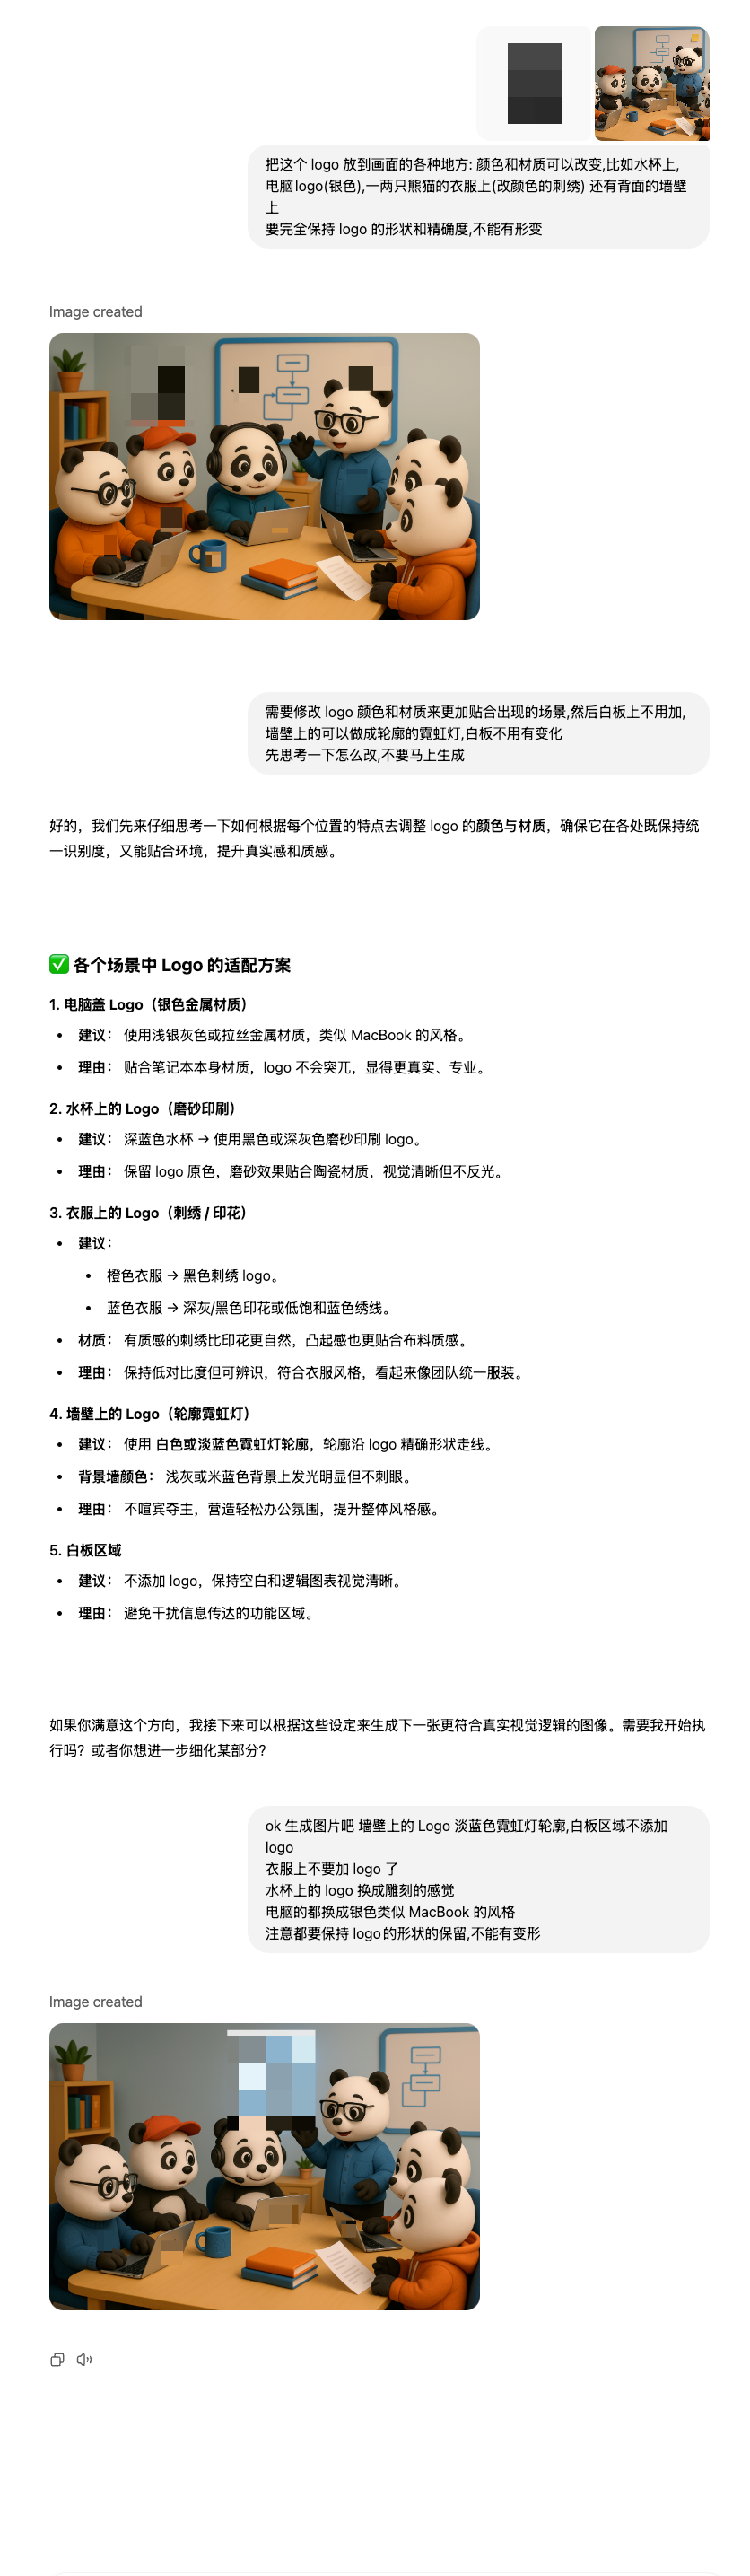 把这个 logo 放到画面的各种地方: 颜色和材质可以改变,比如水杯上,
电脑logo(银色),一两只熊猫的衣服上(改颜色的刺绣) 还有背面的墙壁
上
要完全保持 logo 的形状和精确度,不能有形变
Image created
需要修改 logo 颜色和材质来更加贴合出现的场景,然后白板上不用加,
墙壁上的可以做成轮廓的霓虹灯,白板不用有变化
先思考一下怎么改,不要马上生成
好的，我们先来仔细思考一下如何根据每个位置的特点去调整 logo 的颜色与材质，确保它在各处既保持统
一识别度，又能贴合环境，提升真实感和质感。
✅ 各个场景中 Logo 的适配方案
1. 电脑盖 Logo（银色金属材质）
• 建议： 使用浅银灰色或拉丝金属材质，类似 MacBook 的风格。
• 理由： 贴合笔记本本身材质，logo 不会突兀，显得更真实、专业。
2. 水杯上的 Logo（磨砂印刷）
• 建议： 深蓝色水杯 → 使用黑色或深灰色磨砂印刷 logo。
• 理由： 保留 logo 原色，磨砂效果贴合陶瓷材质，视觉清晰但不反光。
3. 衣服上的 Logo（刺绣 / 印花）
• 建议：
• 橙色衣服 → 黑色刺绣 logo。
• 蓝色衣服 → 深灰/黑色印花或低饱和蓝色绣线。
• 材质： 有质感的刺绣比印花更自然，凸起感也更贴合布料质感。
• 理由： 保持低对比度但可辨识，符合衣服风格，看起来像团队统一服装。
4. 墙壁上的 Logo（轮廓霓虹灯）
• 建议： 使用 白色或淡蓝色霓虹灯轮廓，轮廓沿 logo 精确形状走线。
• 背景墙颜色： 浅灰或米蓝色背景上发光明显但不刺眼。
• 理由： 不喧宾夺主，营造轻松办公氛围，提升整体风格感。
5. 白板区域
• 建议： 不添加 logo，保持空白和逻辑图表视觉清晰。
• 理由： 避免干扰信息传达的功能区域。
如果你满意这个方向，我接下来可以根据这些设定来生成下一张更符合真实视觉逻辑的图像。需要我开始执
行吗？或者你想进一步细化某部分？
ok 生成图片吧 墙壁上的 Logo 淡蓝色霓虹灯轮廓,白板区域不添加
logo
衣服上不要加 logo 了
水杯上的 logo 换成雕刻的感觉
电脑的都换成银色类似 MacBook 的风格
注意都要保持 logo的形状的保留,不能有变形
Image created